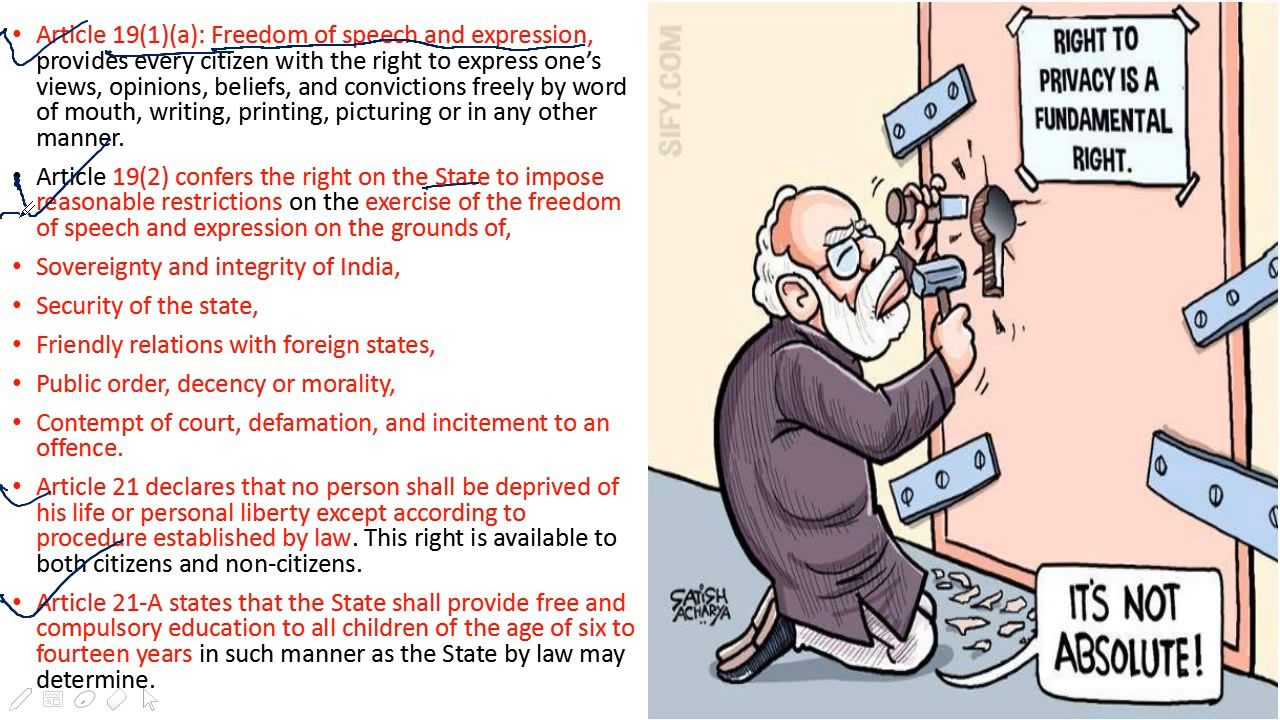 • Article 19(1)(a): Freedom of speech and expression,
provides every citizen with the right to express one’s
views, opinions, beliefs, and convictions freely by word
of mouth, writing, printing, picturing or in any other
manner.
• Article 19(2) confers the right on the State to impose
reasonable restrictions on the exercise of the freedom
of speech and expression on the grounds of,
• Sovereignty and integrity of India,
• Security of the state,
• Friendly relations with foreign states,
• Public order, decency or morality,
• Contempt of court, defamation, and incitement to an
offence.
• Article 21 declares that no person shall be deprived of
his life or personal liberty except according to
procedure established by law. This right is available to
both citizens and non-citizens.
• Article 21-A states that the State shall provide free and
compulsory education to all children of the age of six to
fourteen years in such manner as the State by law may
determine.
SIFY.COM
RIGHT TO
PRIVACY IS A
FUNDAMENTAL
RIGHT.
SATISH
ACHARYA
IT'S NOT
ABSOLUTE!